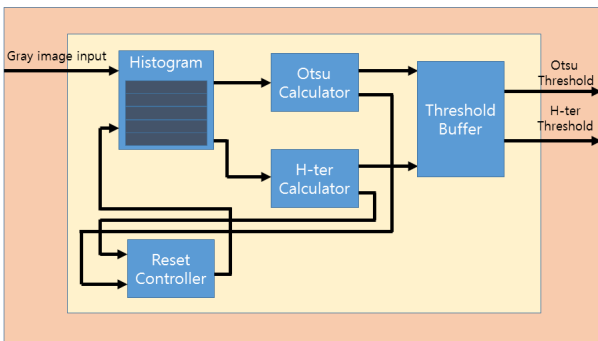 Gray image input
Histogram
Otsu
Calculator
H-ter
Calculator
Threshold
Buffer
Otsu
Threshold
H-ter
Threshold
Reset
Controller